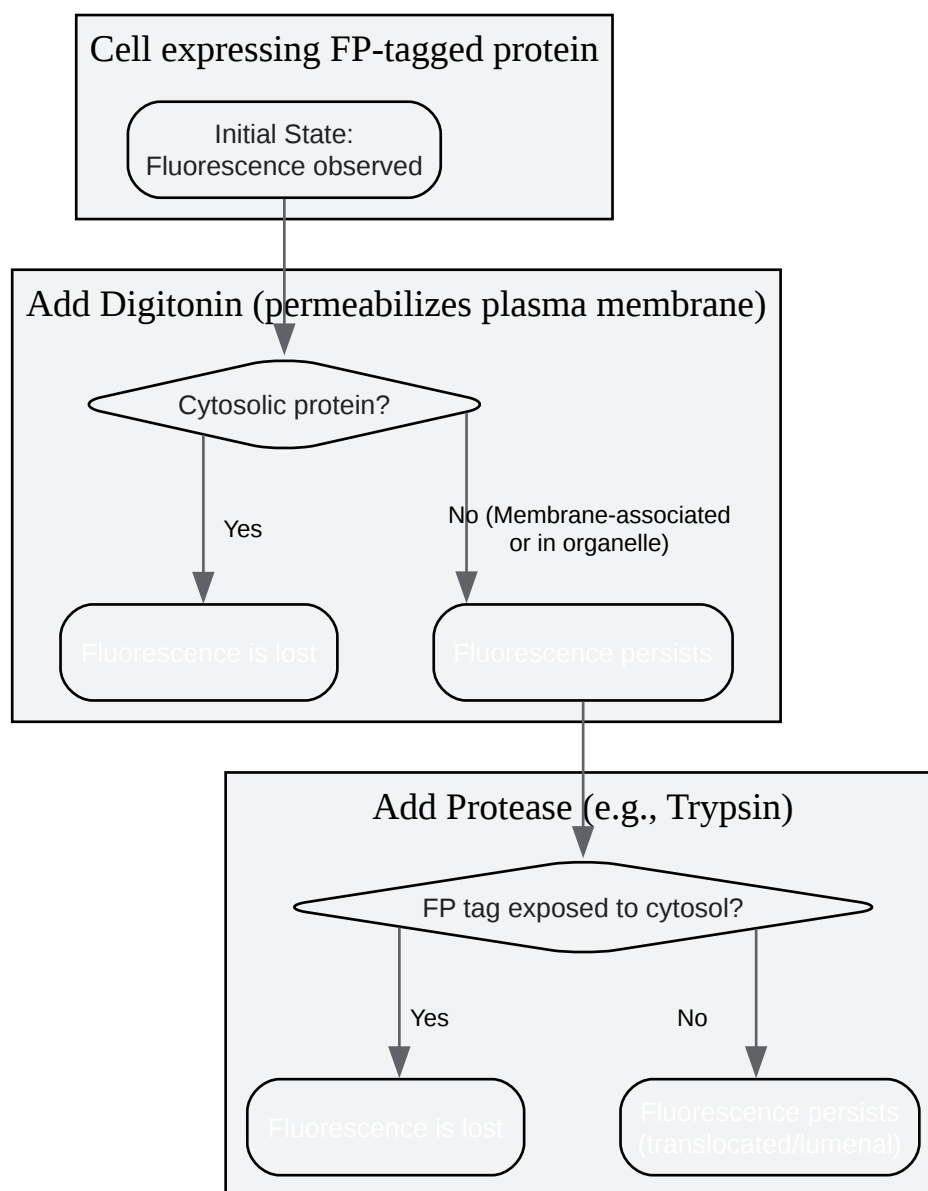 Cell expressing FP-tagged protein
Initial State:
Fluorescence observed
Add Digitonin (permeabilizes plasma membrane)
Cytosolic protein?
Yes
No (Membrane-associated
or in organelle)
Fluorescence is lost
Fluorescence persists
Add Protease (e.g., Trypsin)
FP tag exposed to cytosol?
Yes
No
Fluorescence is lost
Fluorescence persists
(translocated/lumenal)